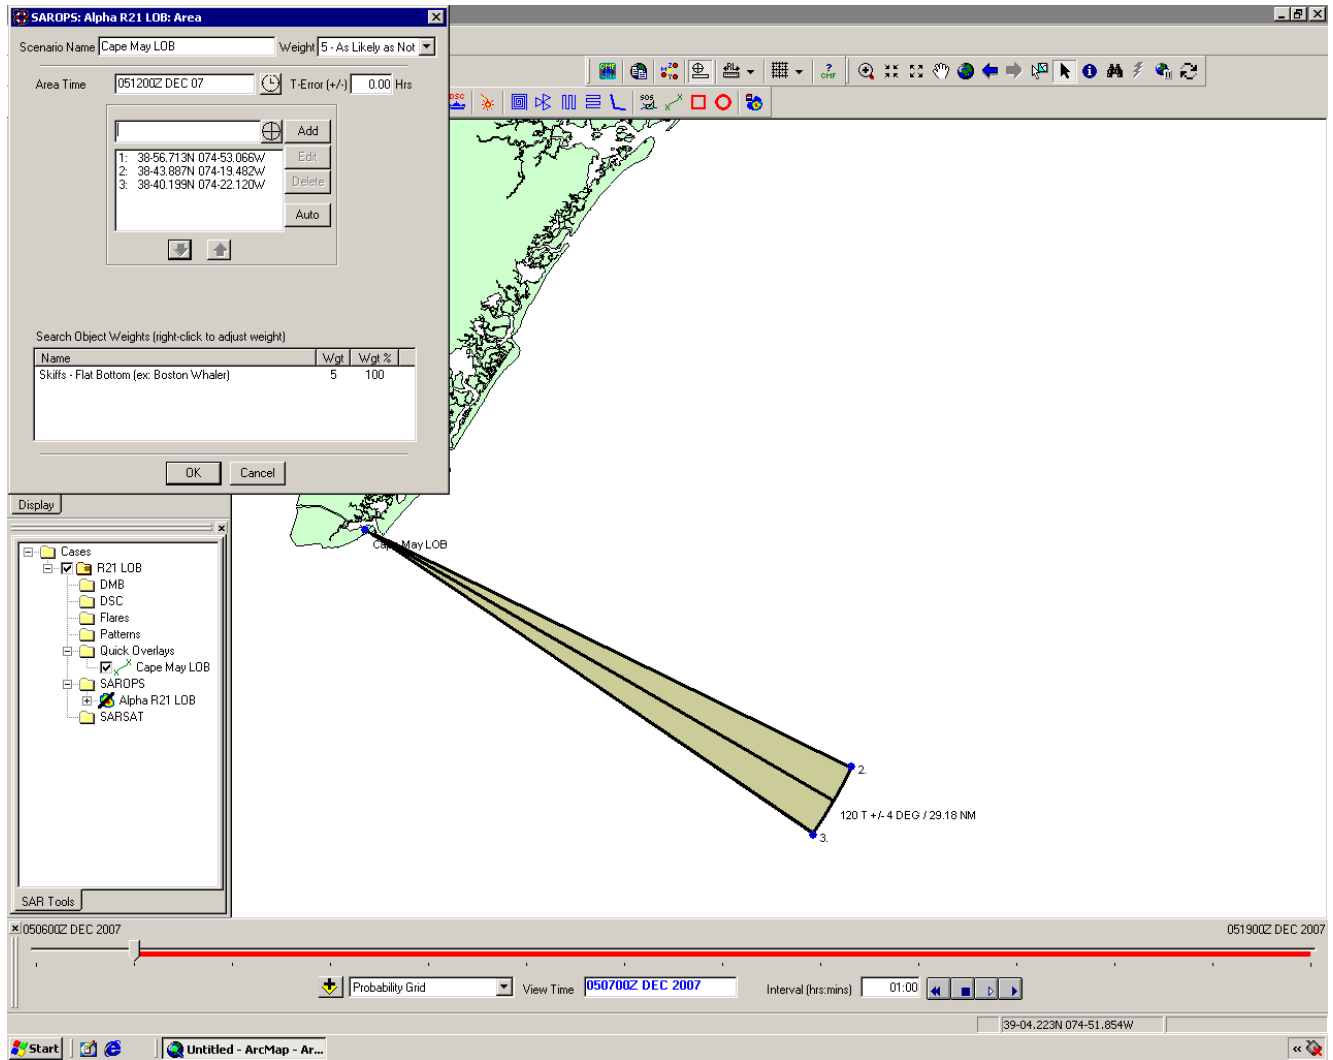 SAROPS: Alpha R21 LOB: Area
Scenario Name Cape May LOB Weight 5 - As Likely as Not
Area Time 051200Z DEC 07 T-Error (+/-) 0.00 Hrs
Add
1: 38-56.713N 074-53.066W
2: 38-43.887N 074-19.482W
3: 38-40.199N 074-22.120W
Edit
Delete
Auto
Search Object Weights (right-click to adjust weight)
Name Wgt Wgt %
Skiffs - Flat Bottom (ex: Boston Whaler) 5 100
OK Cancel
DSC
SOS
?
CMF
Display
Cases
R21 LOB
DMB
DSC
Flares
Patterns
Quick Overlays
Cape May LOB
SAROPS
Alpha R21 LOB
SARSAT
SAR Tools
Cape May LOB
2.
120 T +/- 4 DEG / 29.18 NM
3.
050600Z DEC 2007 051900Z DEC 2007
Probability Grid View Time 050700Z DEC 2007 Interval (hrs:mins) 01:00
39-04.223N 074-51.854W
Start Untitled - ArcMap - Ar...